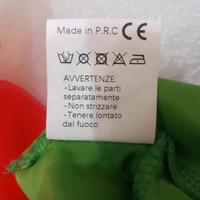 Made in P.R.C CE
AVVERTENZE:
-Lavare le parti
separatamente
-Non strizzare
-Tenere lontato
dal fuoco